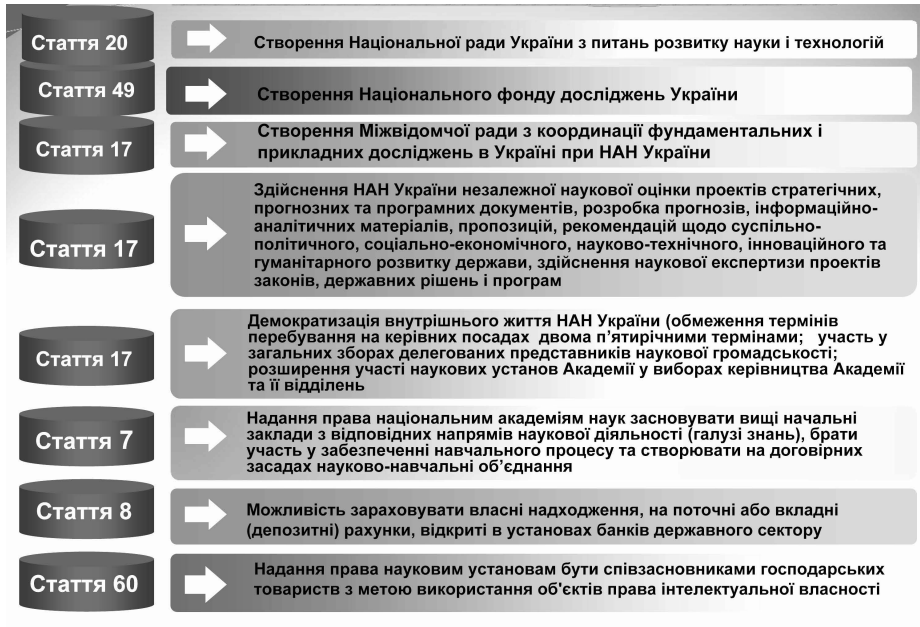 Стаття 20
Створення Національної ради України з питань розвитку науки і технологій
Стаття 49
Створення Національного фонду досліджень України
Стаття 17
Створення Міжвідомчої ради з координації фундаментальних і
прикладних досліджень в Україні при НАН України
Стаття 17
Здійснення НАН України незалежної наукової оцінки проектів стратегічних,
прогнозних та програмних документів, розробка прогнозів, інформаційно-
аналітичних матеріалів, пропозицій, рекомендацій щодо суспільно-
політичного, соціально-економічного, науково-технічного, інноваційного та
гуманітарного розвитку держави, здійснення наукової експертизи проектів
законів, державних рішень і програм
Стаття 17
Демократизація внутрішнього життя НАН України (обмеження термінів
перебування на керівних посадах двома п’ятирічними термінами; участь у
загальних зборах делегованих представників наукової громадськості;
розширення участі наукових установ Академії у виборах керівництва Академії
та її відділень
Стаття 7
Надання права національним академіям наук засновувати вищі начальні
заклади з відповідних напрямів наукової діяльності (галузі знань), брати
участь у забезпеченні навчального процесу та створювати на договірних
засадах науково-навчальні об’єднання
Стаття 8
Можливість зараховувати власні надходження, на поточні або вкладні
(депозитні) рахунки, відкриті в установах банків державного сектору
Стаття 60
Надання права науковим установам бути співзасновниками господарських
товариств з метою використання об'єктів права інтелектуальної власності